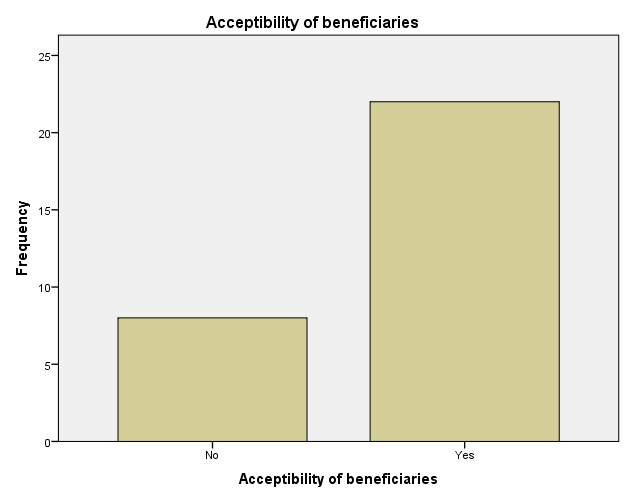 Acceptibility of beneficiaries
25
20
15
10
5
0
Frequency
No
Yes
Acceptibility of beneficiaries